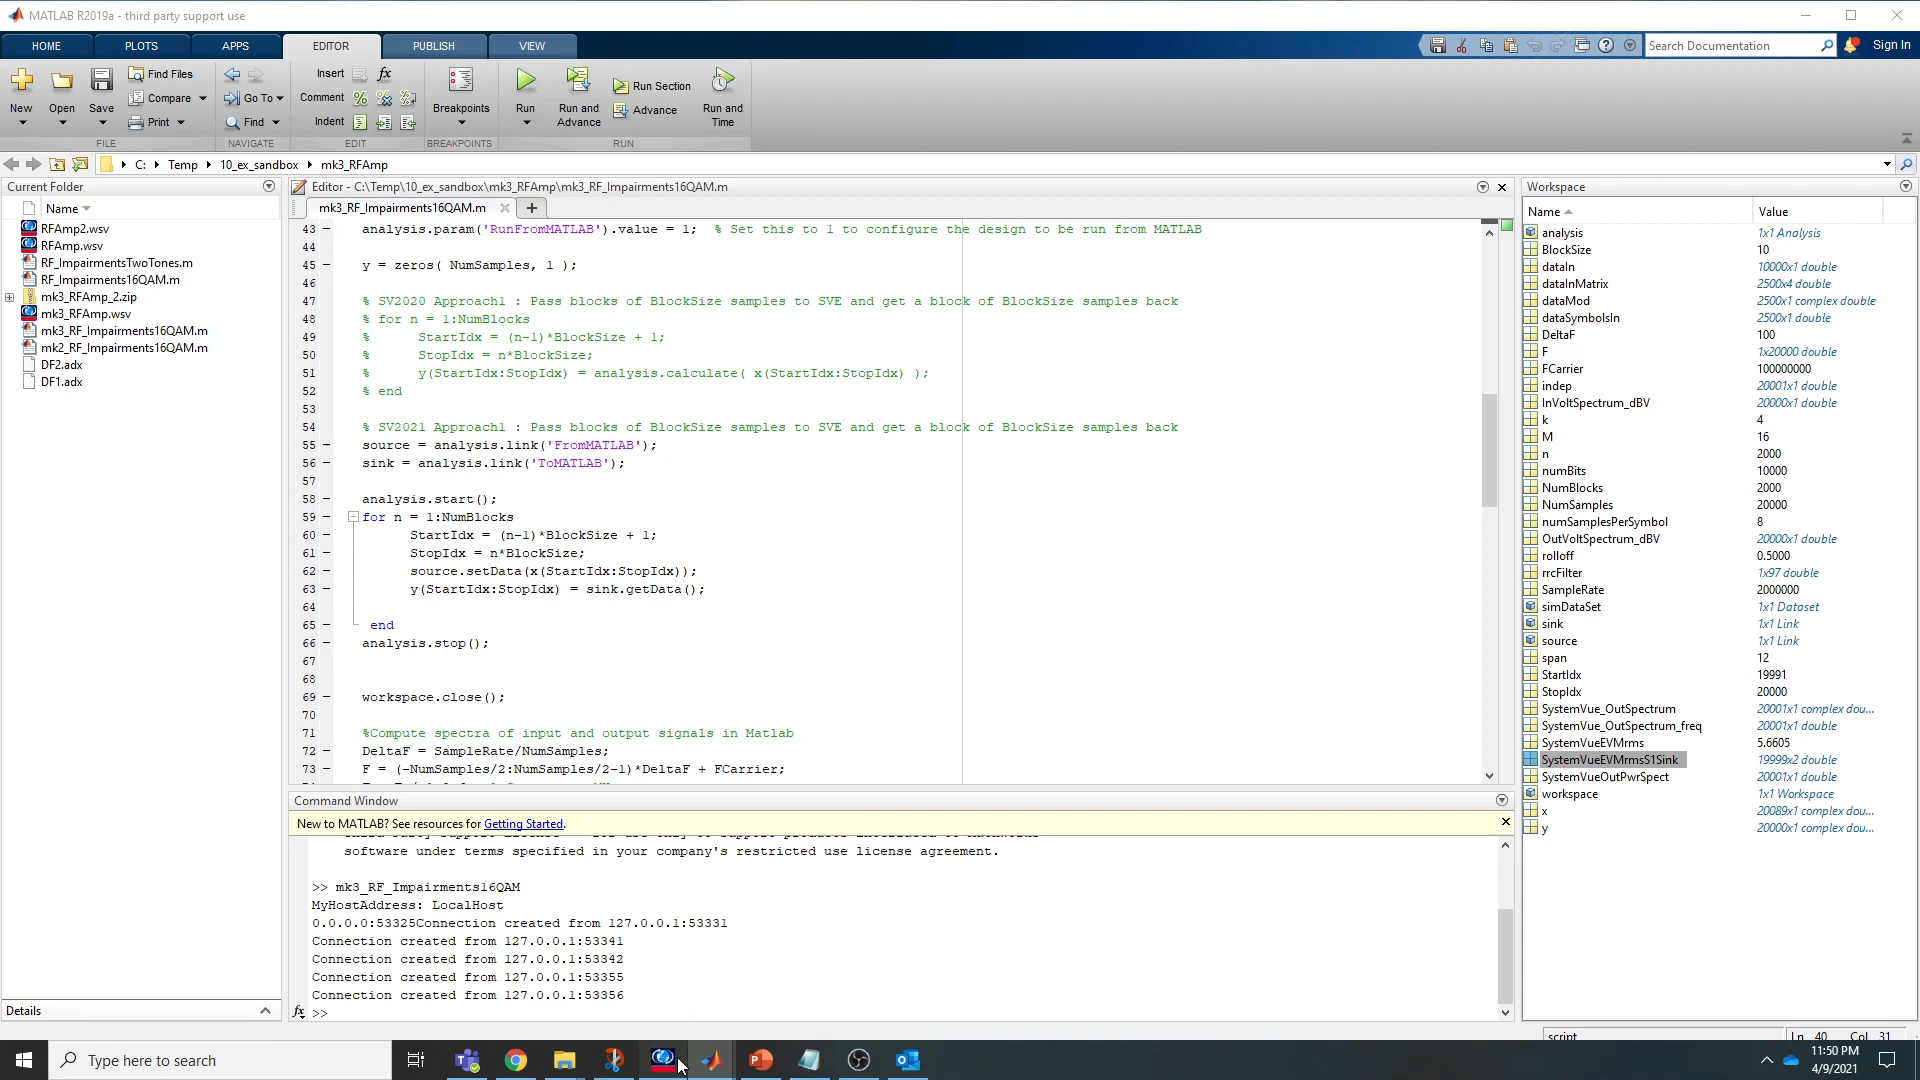 MATLAB R2019a - third party support use
HOME PLOTS APPS EDITOR PUBLISH VIEW
Search Documentation Sign In
New Open Save Find Files Compare Print
Go To Find
Insert fx Comment Indent
Breakpoints
Run Run and Advance Run Section Advance Run and Time
FILE NAVIGATE EDIT BREAKPOINTS RUN
C: Temp 10_ex_sandbox mk3_RFAmp
Current Folder
Name
RFAmp2.wsv
RFAmp.wsv
RF_ImpairmentsTwoTones.m
RF_Impairments16QAM.m
mk3_RFAmp_2.zip
mk3_RFAmp.wsv
mk3_RF_Impairments16QAM.m
mk2_RF_Impairments16QAM.m
DF2.adx
DF1.adx
Details
Editor - C:\Temp\10_ex_sandbox\mk3_RFAmp\mk3_RF_Impairments16QAM.m
mk3_RF_Impairments16QAM.m
43 analysis.param('RunFromMATLAB').value = 1; % Set this to 1 to configure the design to be run from MATLAB
44
45 y = zeros( NumSamples, 1 );
46
47 % SV2020 Approach1 : Pass blocks of BlockSize samples to SVE and get a block of BlockSize samples back
48 % for n = 1:NumBlocks
49 % StartIdx = (n-1)*BlockSize + 1;
50 % StopIdx = n*BlockSize;
51 % y(StartIdx:StopIdx) = analysis.calculate( x(StartIdx:StopIdx) );
52 % end
53
54 % SV2021 Approach1 : Pass blocks of BlockSize samples to SVE and get a block of BlockSize samples back
55 source = analysis.link('FromMATLAB');
56 sink = analysis.link('ToMATLAB');
57
58 analysis.start();
59 for n = 1:NumBlocks
60 StartIdx = (n-1)*BlockSize + 1;
61 StopIdx = n*BlockSize;
62 source.setData(x(StartIdx:StopIdx));
63 y(StartIdx:StopIdx) = sink.getData();
64
65 end
66 analysis.stop();
67
68
69 workspace.close();
70
71 %Compute spectra of input and output signals in Matlab
72 DeltaF = SampleRate/NumSamples;
73 F = (-NumSamples/2:NumSamples/2-1)*DeltaF + FCarrier;
Command Window
New to MATLAB? See resources for Getting Started.
software under terms specified in your company's restricted use license agreement.
>> mk3_RF_Impairments16QAM
MyHostAddress: LocalHost
0.0.0.0:53325Connection created from 127.0.0.1:53331
Connection created from 127.0.0.1:53341
Connection created from 127.0.0.1:53342
Connection created from 127.0.0.1:53355
Connection created from 127.0.0.1:53356
fx >>
Workspace
Name Value
analysis 1x1 Analysis
BlockSize 10
dataIn 10000x1 double
dataInMatrix 2500x4 double
dataMod 2500x1 complex double
dataSymbolsIn 2500x1 double
DeltaF 100
F 1x20000 double
FCarrier 100000000
indep 20001x1 double
InVoltSpectrum_dBV 20000x1 double
k 4
M 16
n 2000
numBits 10000
NumBlocks 2000
NumSamples 20000
numSamplesPerSymbol 8
OutVoltSpectrum_dBV 20000x1 double
rolloff 0.5000
rrcFilter 1x97 double
SampleRate 2000000
simDataSet 1x1 Dataset
sink 1x1 Link
source 1x1 Link
span 12
StartIdx 19991
StopIdx 20000
SystemVue_OutSpectrum 20001x1 complex dou...
SystemVue_OutSpectrum_freq 20001x1 double
SystemVueEVMrms 5.6605
SystemVueEVMrmsS1Sink 19999x2 double
SystemVueOutPwrSpect 20001x1 double
workspace 1x1 Workspace
x 20089x1 complex dou...
y 20000x1 complex dou...
script Ln 40 Col 31
Type here to search
11:50 PM
4/9/2021